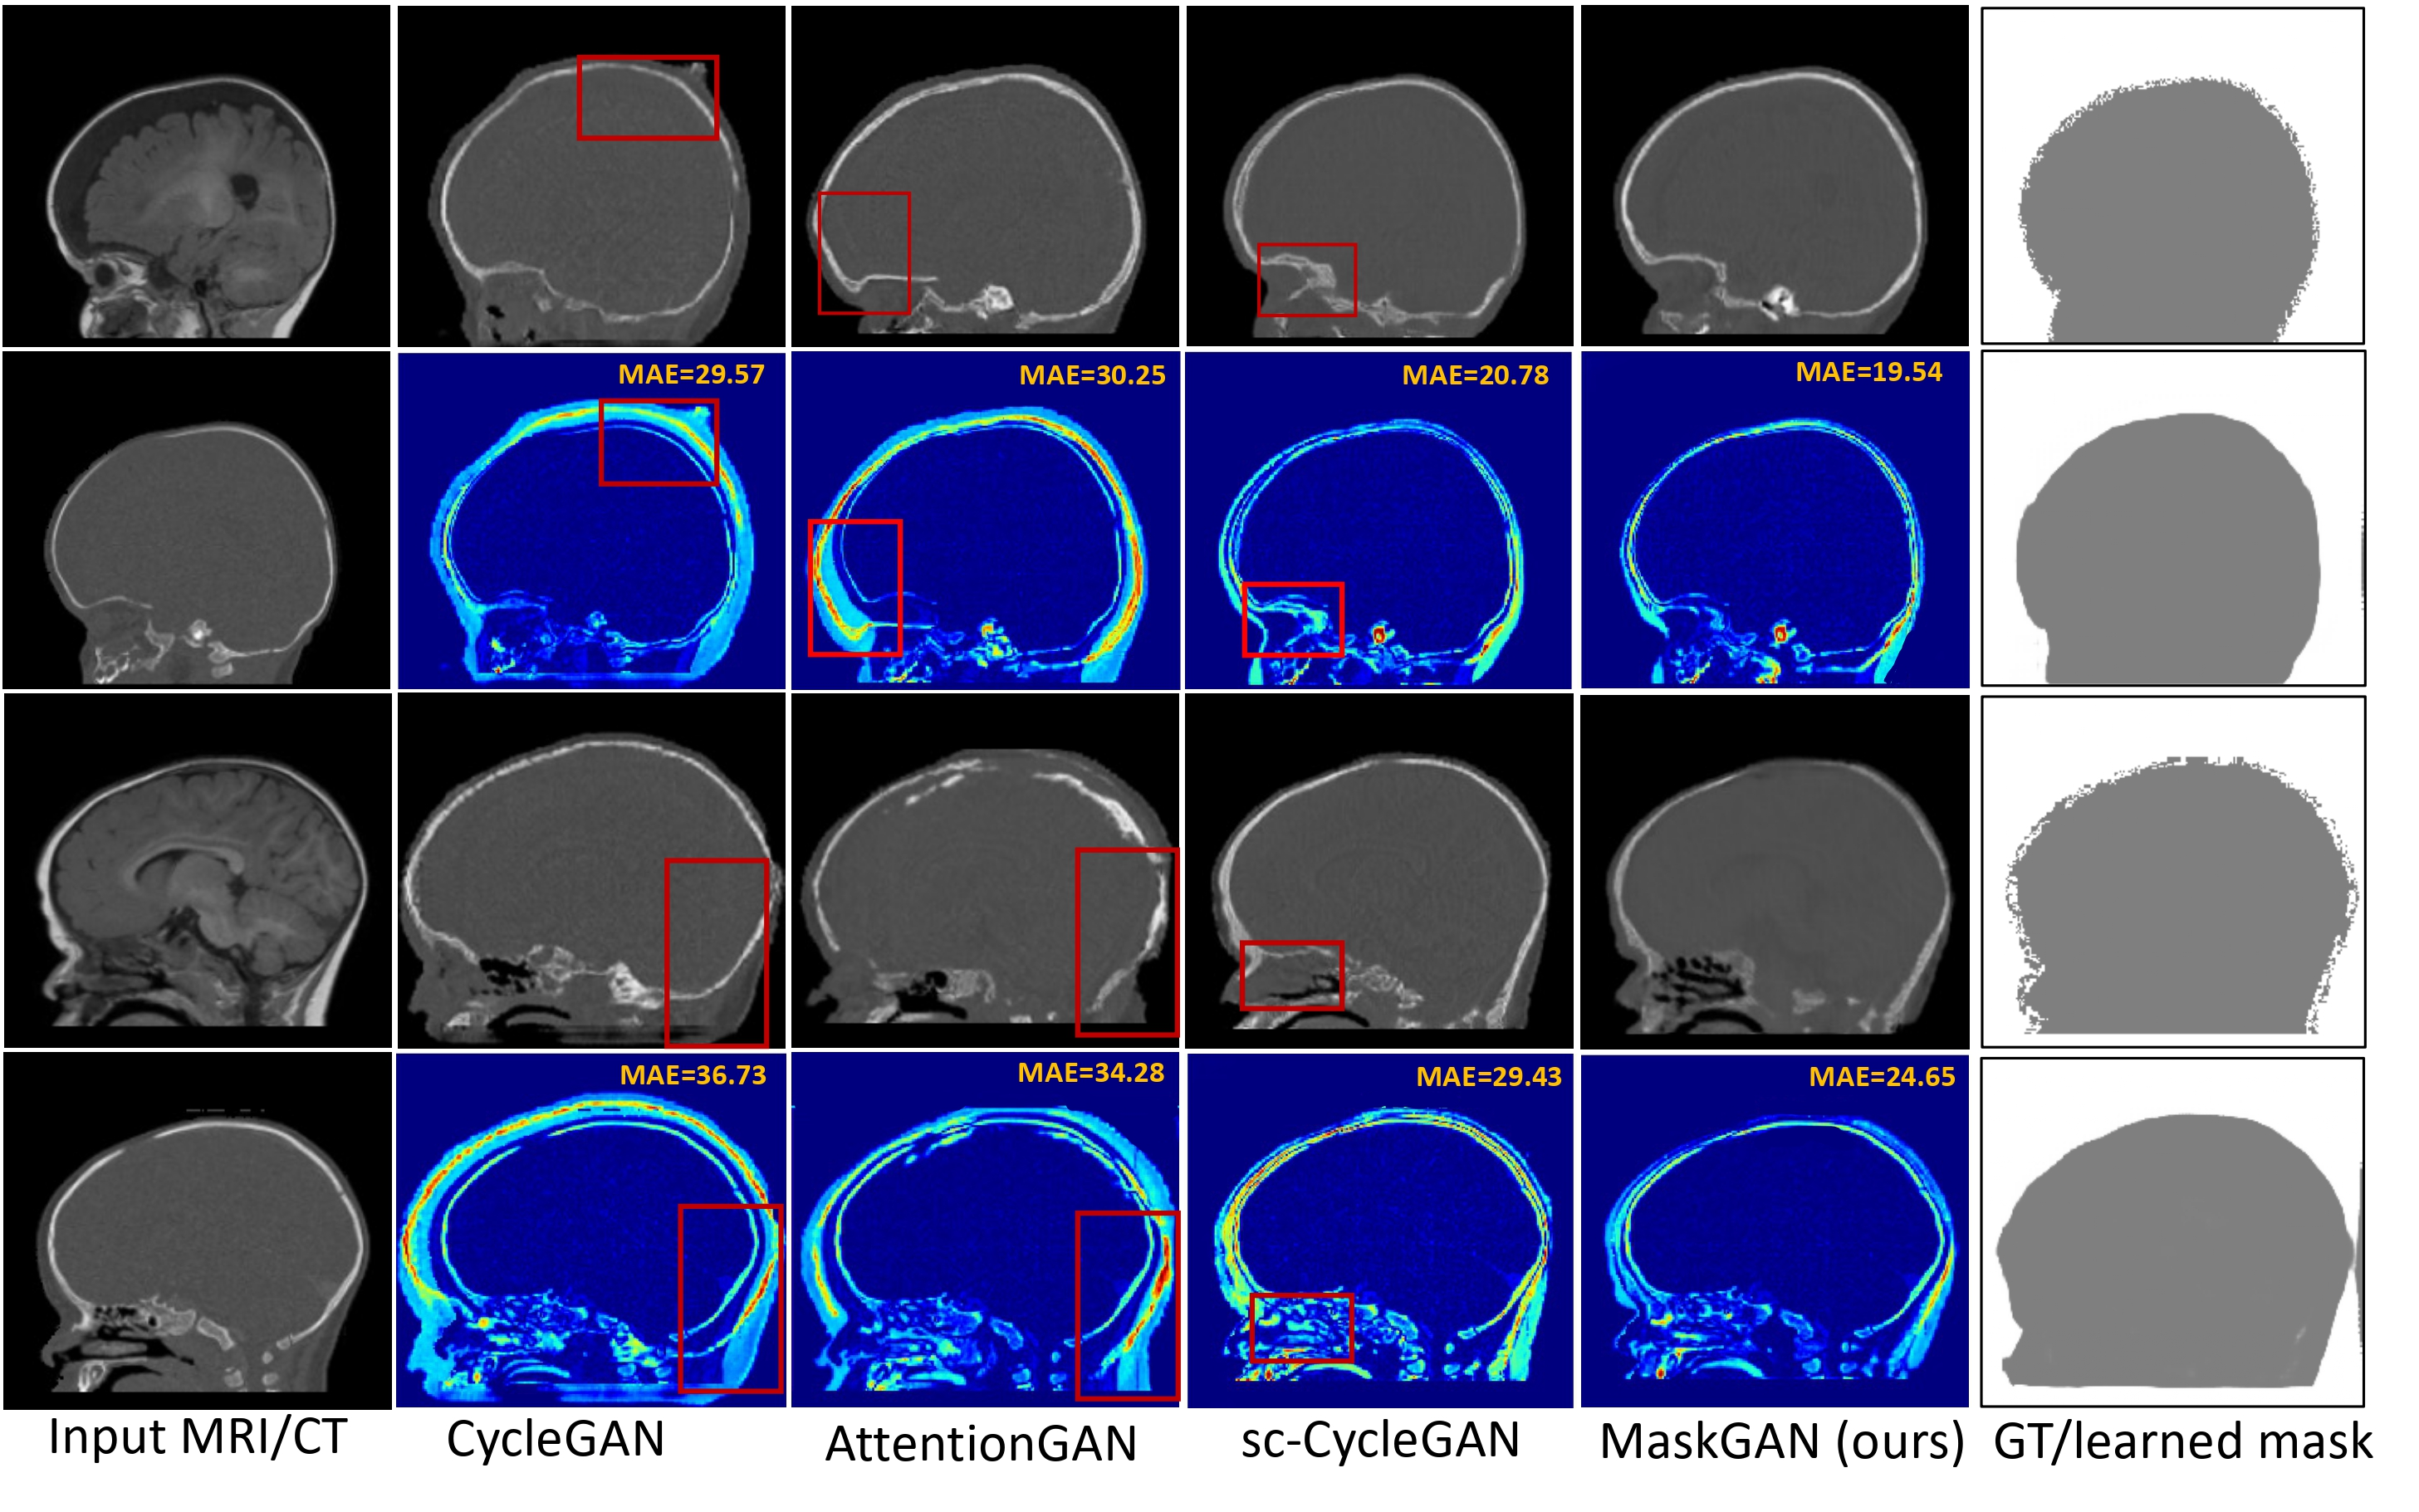 MAE=29.57
MAE=30.25
MAE=20.78
MAE=19.54
MAE=36.73
MAE=34.28
MAE=29.43
MAE=24.65
Input MRI/CT
CycleGAN
AttentionGAN
sc-CycleGAN
MaskGAN (ours)
GT/learned mask